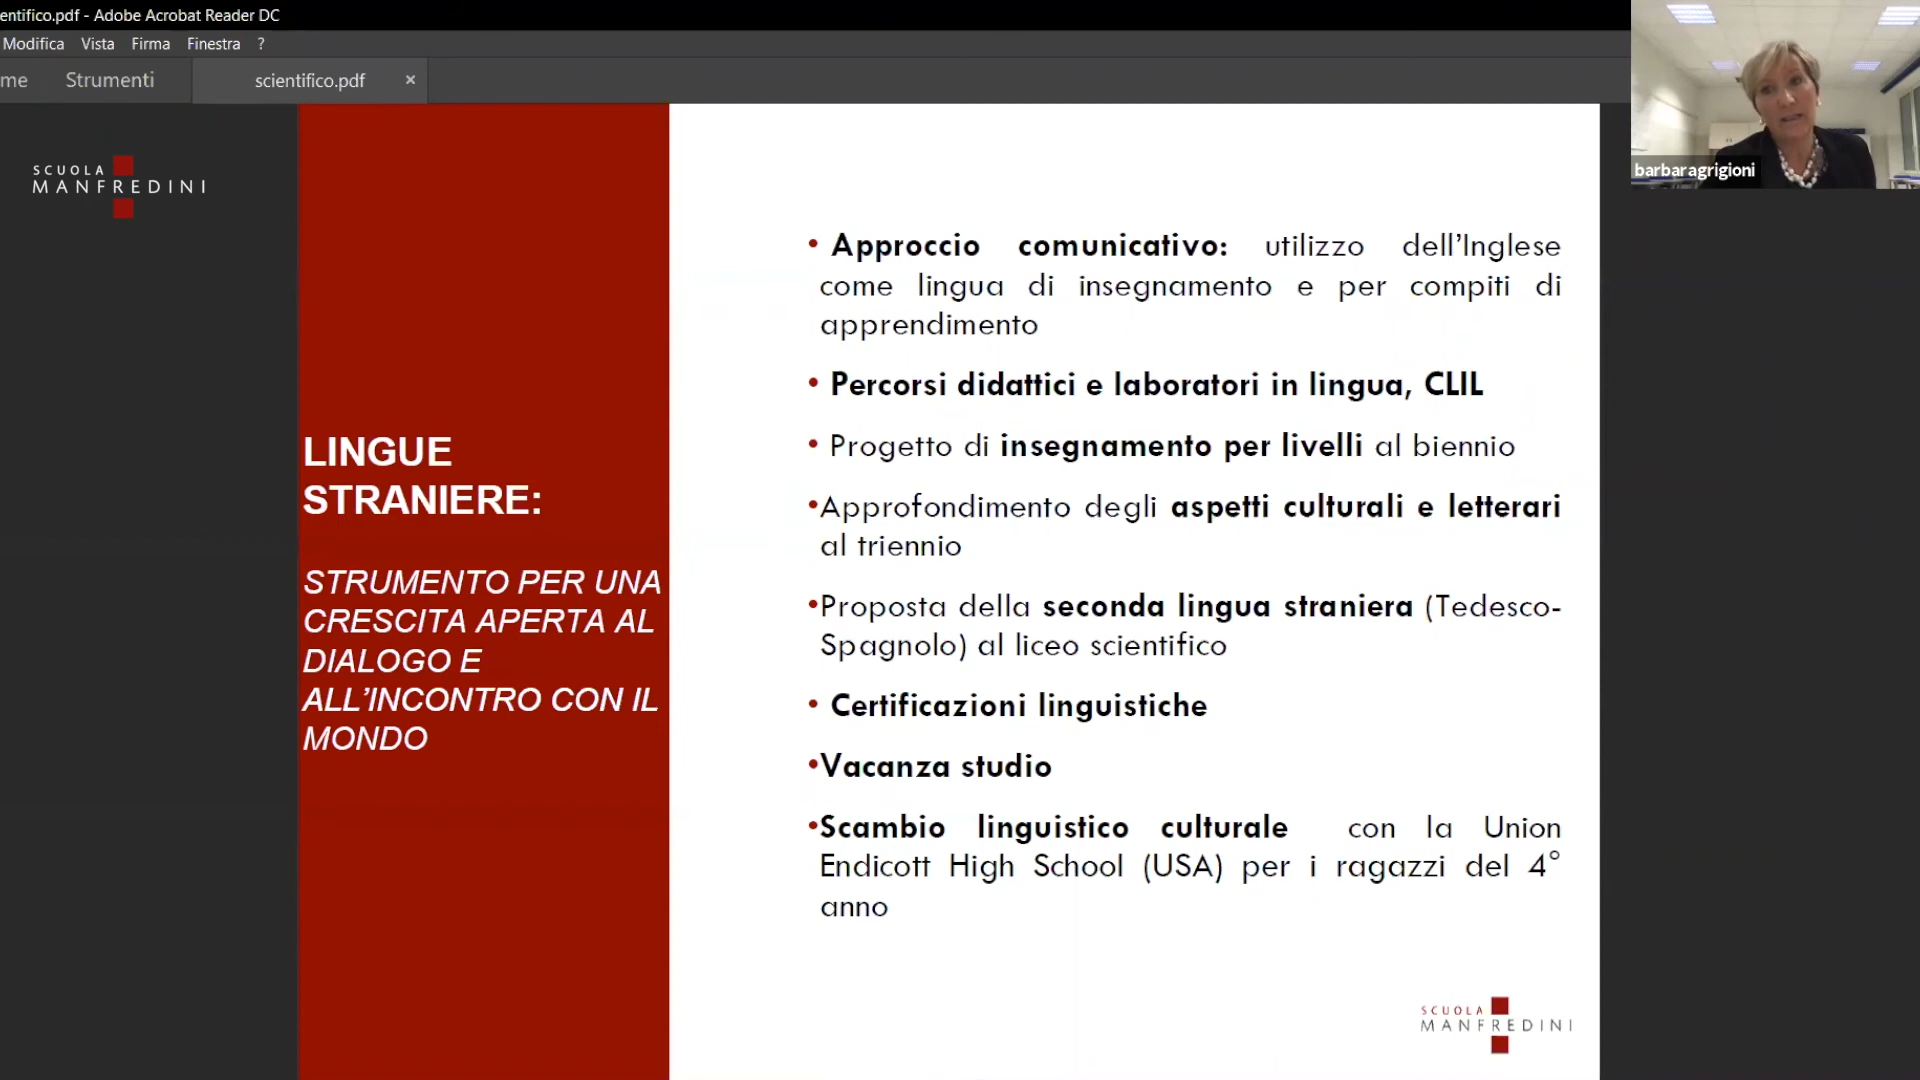 entifico.pdf - Adobe Acrobat Reader DC
Modifica Vista Firma Finestra ?
me Strumenti scientifico.pdf ×
barbaragrigioni
SCUOLA
MANFREDINI
LINGUE
STRANIERE:
STRUMENTO PER UNA
CRESCITA APERTA AL
DIALOGO E
ALL’INCONTRO CON IL
MONDO
• Approccio comunicativo: utilizzo dell’Inglese
come lingua di insegnamento e per compiti di
apprendimento
• Percorsi didattici e laboratori in lingua, CLIL
• Progetto di insegnamento per livelli al biennio
•Approfondimento degli aspetti culturali e letterari
al triennio
•Proposta della seconda lingua straniera (Tedesco-
Spagnolo) al liceo scientifico
• Certificazioni linguistiche
•Vacanza studio
•Scambio linguistico culturale con la Union
Endicott High School (USA) per i ragazzi del 4°
anno
SCUOLA
MANFREDINI